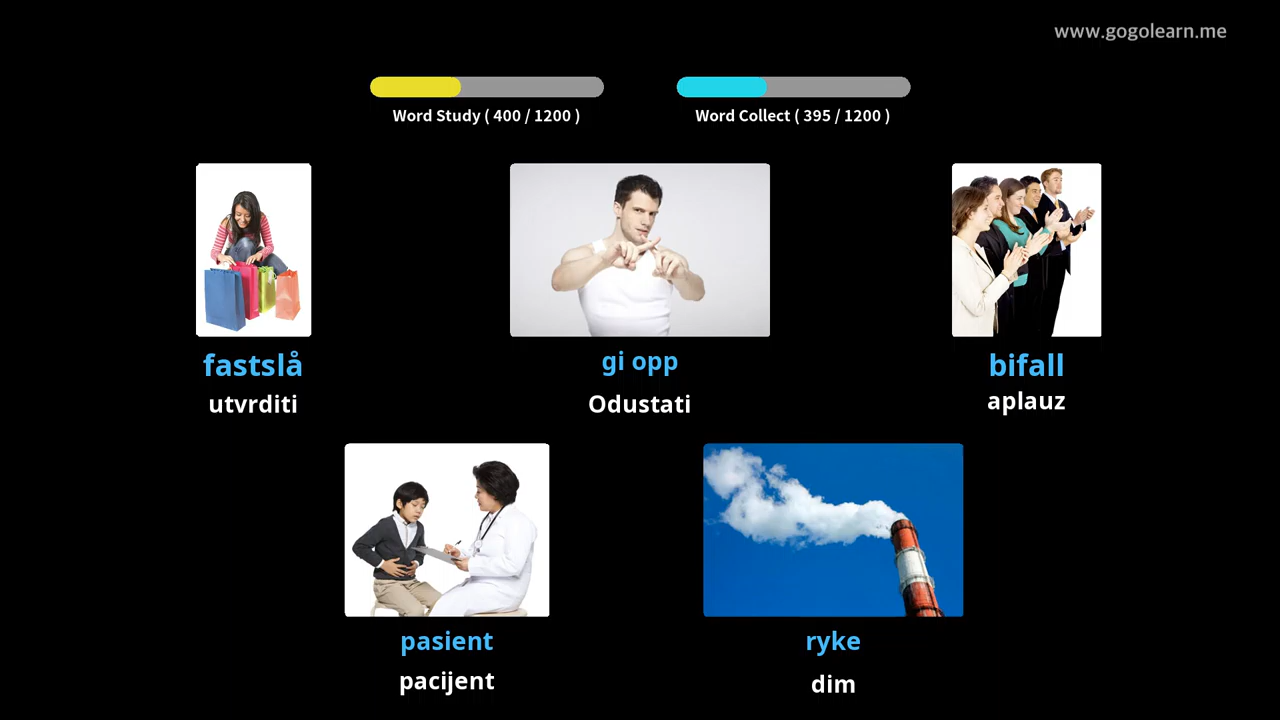 www.gogolearn.me
Word Study ( 400 / 1200 )
Word Collect ( 395 / 1200 )
fastslå
utvrditi
gi opp
Odustati
bifall
aplauz
pasient
pacijent
ryke
dim